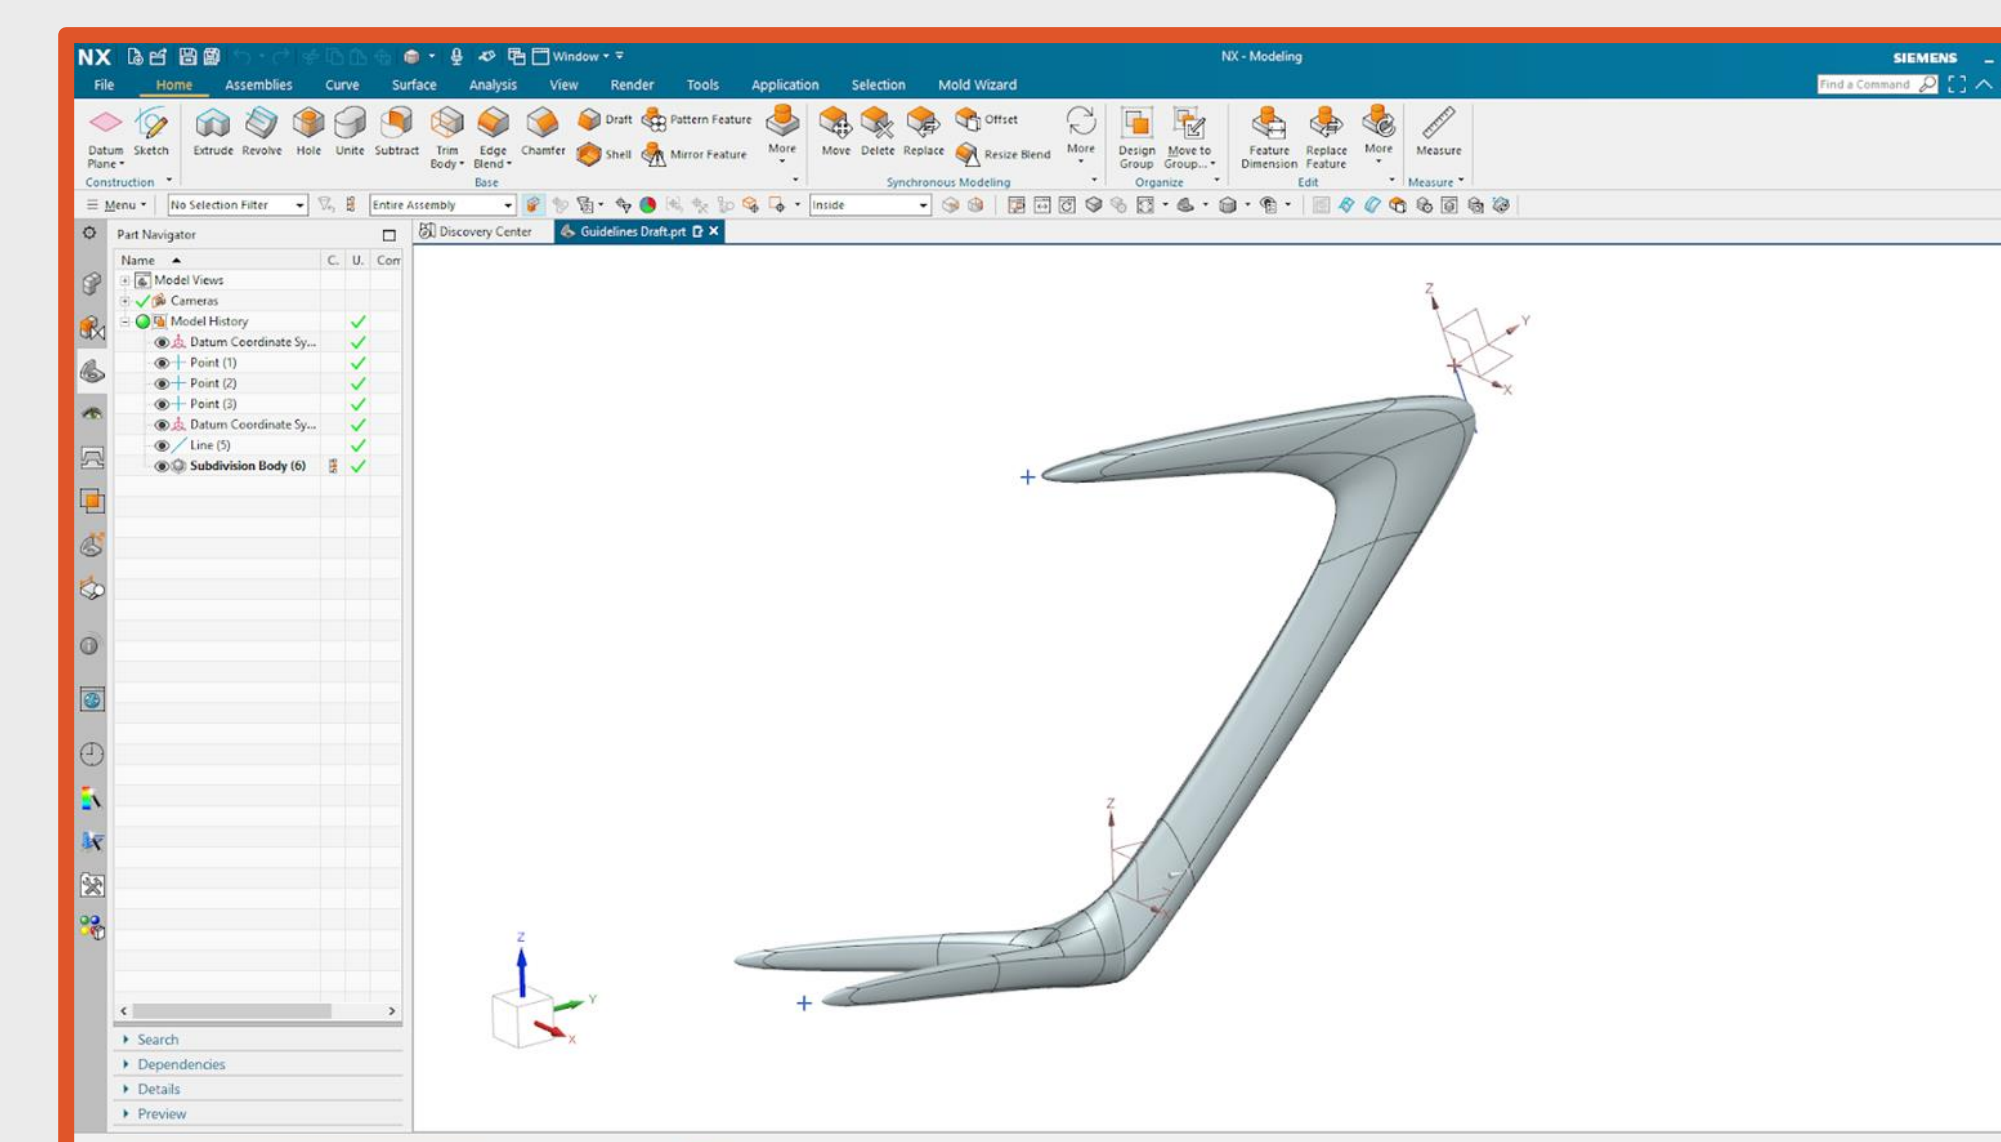 NX Window NX - Modeling SIEMENS
File Home Assemblies Curve Surface Analysis View Render Tools Application Selection Mold Wizard Find a Command
Draft Pattern Feature Offset
Datum Plane Sketch Extrude Revolve Hole Unite Subtract Trim Body Edge Blend Chamfer Shell Mirror Feature More Move Delete Replace Resize Blend More Design Group Move to Group... Feature Dimension Replace Feature More Measure
Construction Base Synchronous Modeling Organize Edit Measure
Menu No Selection Filter Entire Assembly Inside
Part Navigator Discovery Center Guidelines Draft.prt
Name C. U. Com
Model Views
Cameras
Model History
Datum Coordinate Sy...
Point (1)
Point (2)
Point (3)
Datum Coordinate Sy...
Line (5)
Subdivision Body (6)
Z
Y
X
Z
Z
Y
X
Search
Dependencies
Details
Preview